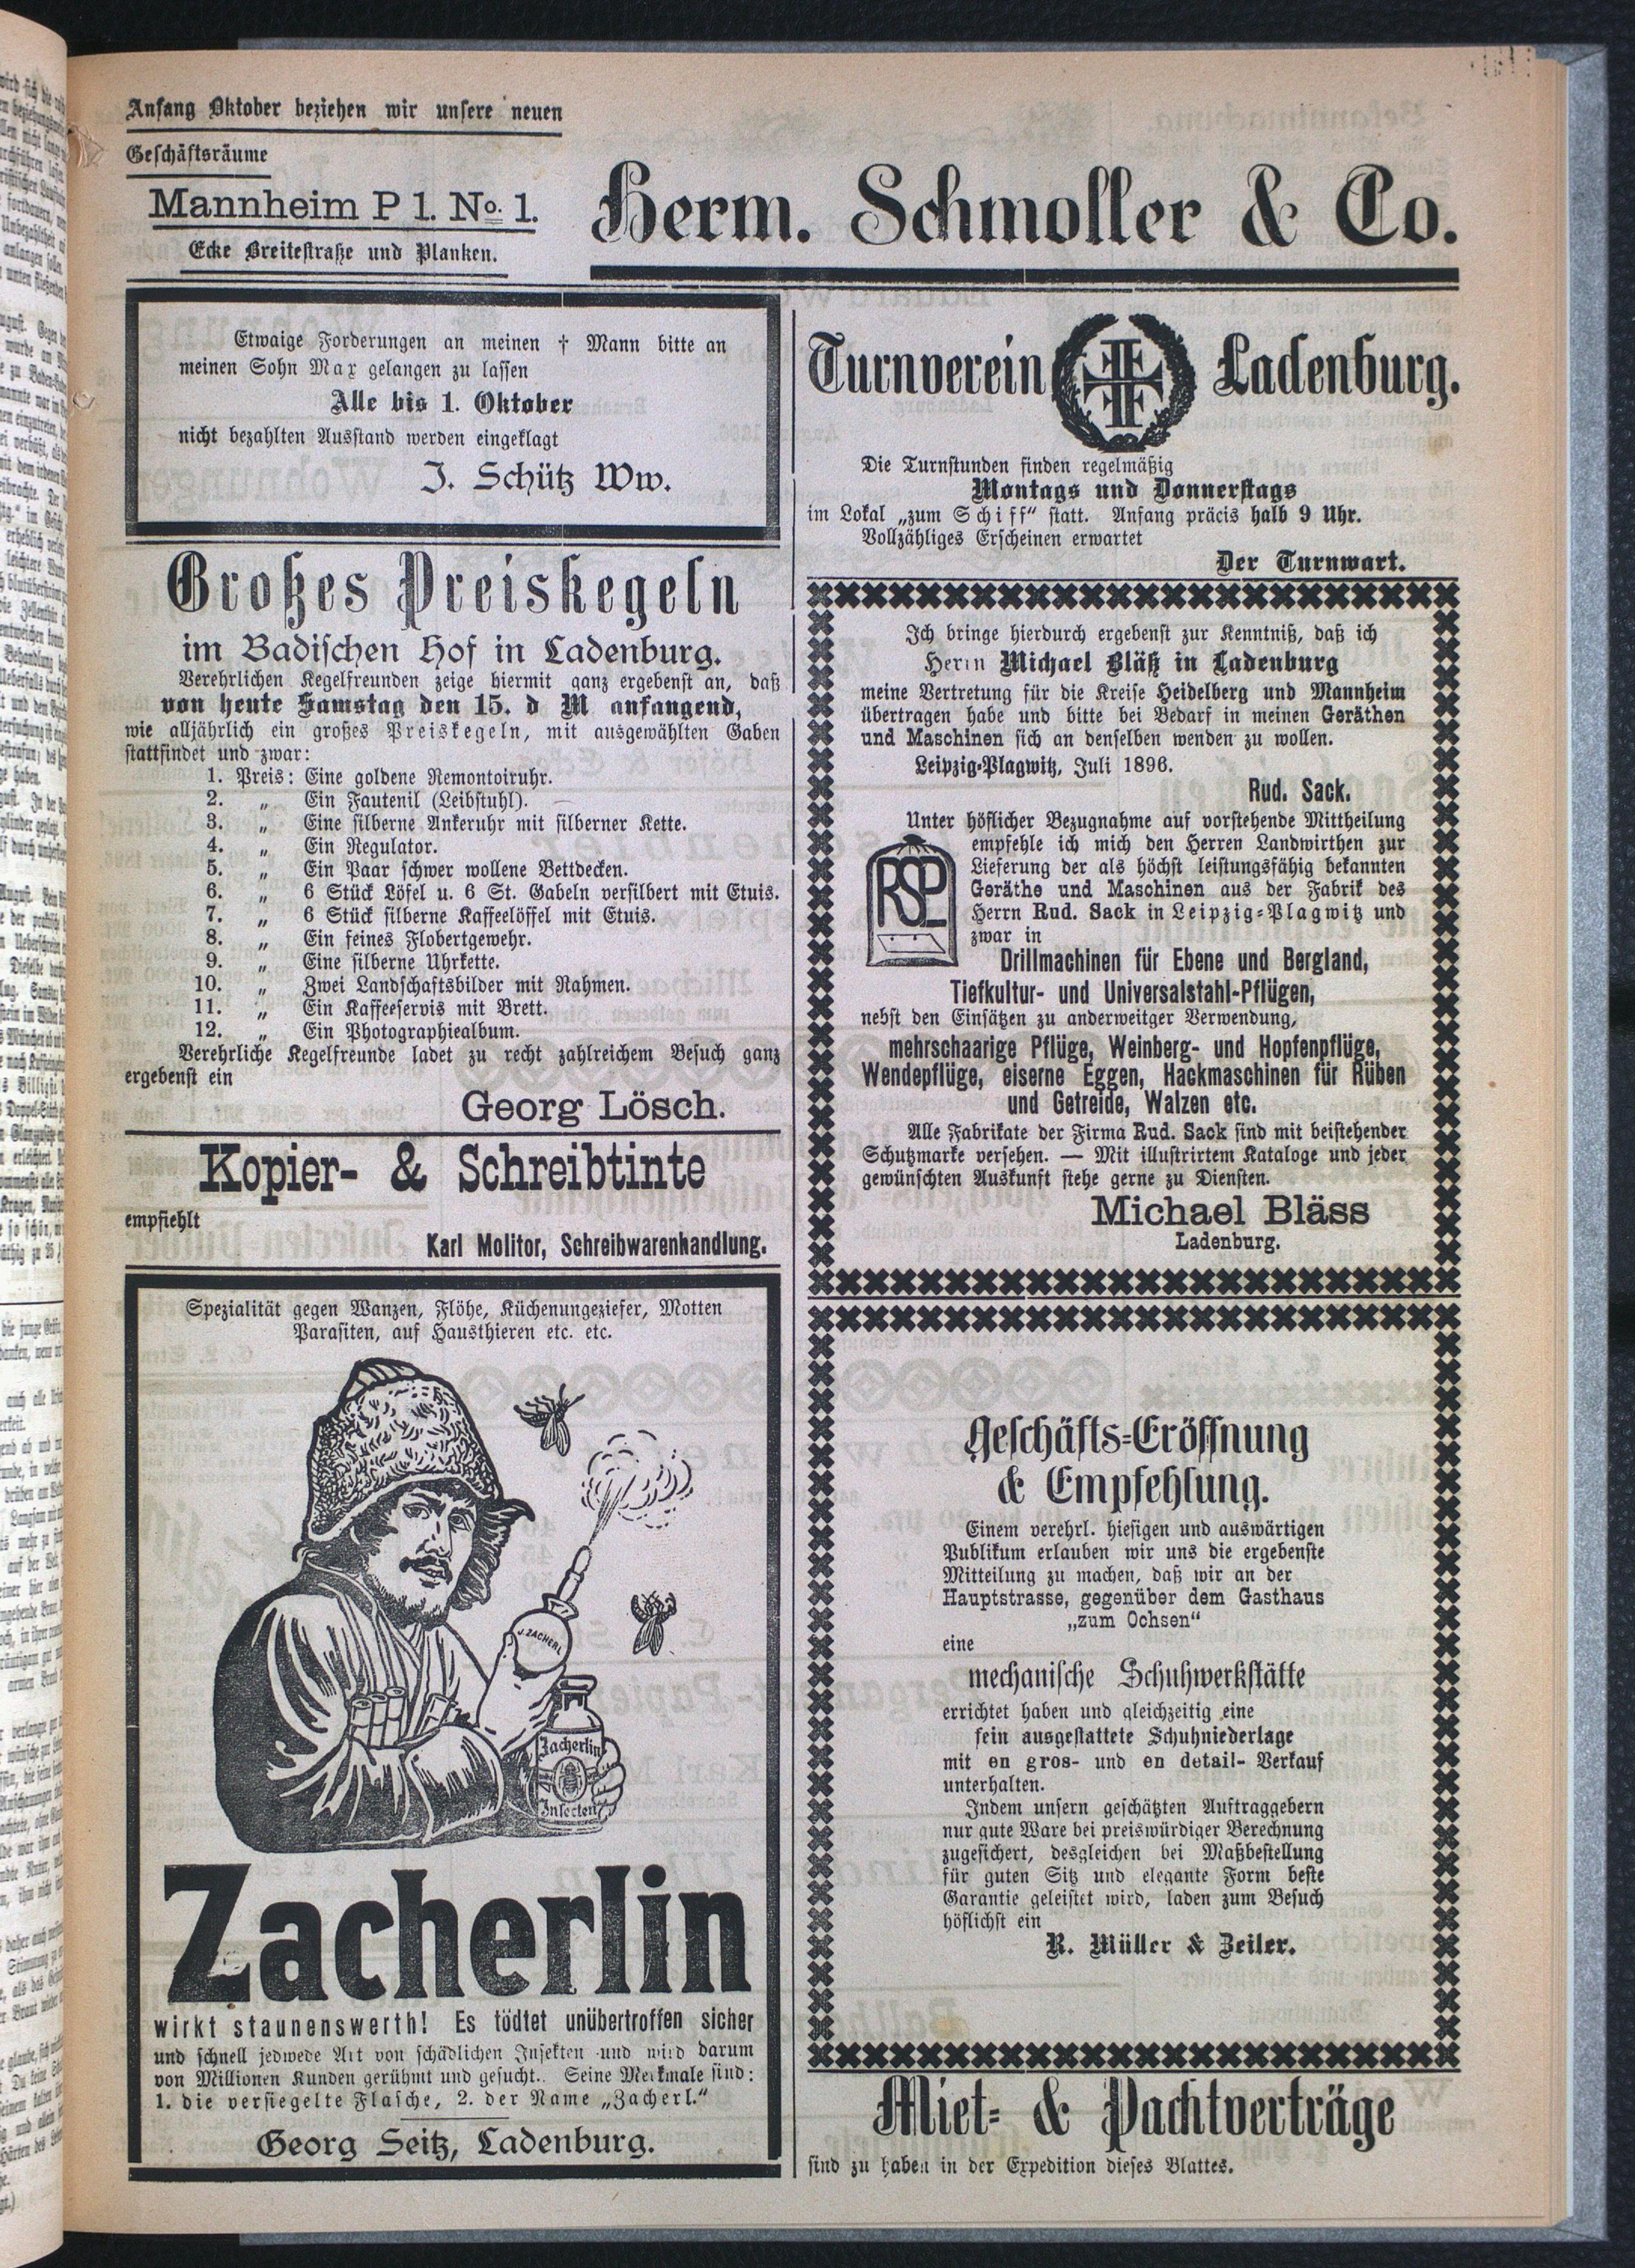 Anfang Oktober beziehen wir unsere neuen
Geschäftsräume
Mannheim P 1. No. 1.
Ecke Breitestraße und Planken.
Herm. Schmoller & Co.
Etwaige Forderungen an meinen † Mann bitte an
meinen Sohn Max gelangen zu lassen
Alle bis 1. Oktober
nicht bezahlten Ausstand werden eingeklagt
J. Schütz Ww.
Großes Preiskegeln
im Badischen Hof in Ladenburg.
Verehrlichen Kegelfreunden zeige hiermit ganz ergebenst an, daß
von heute Samstag den 15. d M anfangend,
wie alljährlich ein großes Preiskegeln, mit ausgewählten Gaben
stattfindet und zwar:
1. Preis: Eine goldene Remontoiruhr.
2. „ Ein Fautenil (Leibstuhl).
3. „ Eine silberne Ankeruhr mit silberner Kette.
4. „ Ein Regulator.
5. „ Ein Paar schwer wollene Bettdecken.
6. „ 6 Stück Löfel u. 6 St. Gabeln versilbert mit Etuis.
7. „ 6 Stück silberne Kaffeelöffel mit Etuis.
8. „ Ein feines Flobertgewehr.
9. „ Eine silberne Uhrkette.
10. „ Zwei Landschaftsbilder mit Rahmen.
11. „ Ein Kaffeeservis mit Brett.
12. „ Ein Photographiealbum.
Verehrliche Kegelfreunde ladet zu recht zahlreichem Besuch ganz
ergebenst ein
Georg Lösch.
Kopier- & Schreibtinte
empfiehlt
Karl Molitor, Schreibwarenhandlung.
Spezialität gegen Wanzen, Flöhe, Küchenungeziefer, Motten
Parasiten, auf Hausthieren etc. etc.
J. ZACHERL
Zacherlin
Insecten
Zacherlin
wirkt staunenswerth! Es tödtet unübertroffen sicher
und schnell jedwede Art von schädlichen Insekten und wird darum
von Millionen Kunden gerühmt und gesucht. Seine Merkmale sind:
1. die versiegelte Flasche, 2. der Name „Zacherl."
Georg Seitz, Ladenburg.
Turnverein Ladenburg.
Die Turnstunden finden regelmäßig
Montags und Donnerstags
im Lokal „zum Schiff" statt. Anfang präcis halb 9 Uhr.
Vollzähliges Erscheinen erwartet
Der Turnwart.
Ich bringe hierdurch ergebenst zur Kenntniß, daß ich
Herrn Michael Bläß in Ladenburg
meine Vertretung für die Kreise Heidelberg und Mannheim
übertragen habe und bitte bei Bedarf in meinen Geräthen
und Maschinen sich an denselben wenden zu wollen.
Leipzig-Plagwitz, Juli 1896.
Rud. Sack.
Unter höflicher Bezugnahme auf vorstehende Mittheilung
empfehle ich mich den Herren Landwirthen zur
Lieferung der als höchst leistungsfähig bekannten
Geräthe und Maschinen aus der Fabrik des
Herrn Rud. Sack in Leipzig-Plagwitz und
zwar in
RSL
Drillmachinen für Ebene und Bergland,
Tiefkultur- und Universalstahl-Pflügen,
nebst den Einsätzen zu anderweitger Verwendung,
mehrschaarige Pflüge, Weinberg- und Hopfenpflüge,
Wendepflüge, eiserne Eggen, Hackmaschinen für Rüben
und Getreide, Walzen etc.
Alle Fabrikate der Firma Rud. Sack sind mit beistehender
Schutzmarke versehen. — Mit illustrirtem Kataloge und jeder
gewünschten Auskunft stehe gerne zu Diensten.
Michael Bläss
Ladenburg.
Geschäfts-Eröffnung
& Empfehlung.
Einem verehrl. hiesigen und auswärtigen
Publikum erlauben wir uns die ergebenste
Mitteilung zu machen, daß wir an der
Hauptstrasse, gegenüber dem Gasthaus
„zum Ochsen"
eine
mechanische Schuhwerkstätte
errichtet haben und gleichzeitig eine
fein ausgestattete Schuhniederlage
mit en gros- und en detail- Verkauf
unterhalten.
Indem unsern geschätzten Auftraggebern
nur gute Ware bei preiswürdiger Berechnung
zugesichert, desgleichen bei Maßbestellung
für guten Sitz und elegante Form beste
Garantie geleistet wird, laden zum Besuch
höflichst ein
R. Müller & Zeiler.
Miet- & Pachtverträge
sind zu haben in der Expedition dieses Blattes.